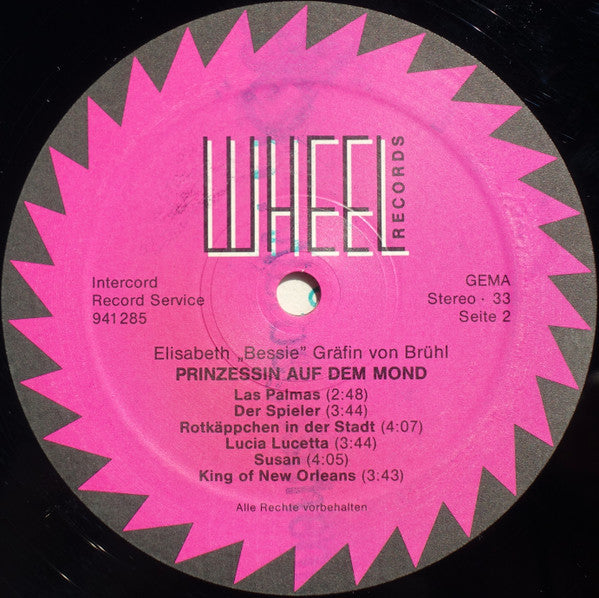 WHEEL
RECORDS
Intercord
Record Service
941 285
GEMA
Stereo · 33
Seite 2
Elisabeth „Bessie” Gräfin von Brühl
PRINZESSIN AUF DEM MOND
Las Palmas (2:48)
Der Spieler (3:44)
Rotkäppchen in der Stadt (4:07)
Lucia Lucetta (3:44)
Susan (4:05)
King of New Orleans (3:43)
Alle Rechte vorbehalten